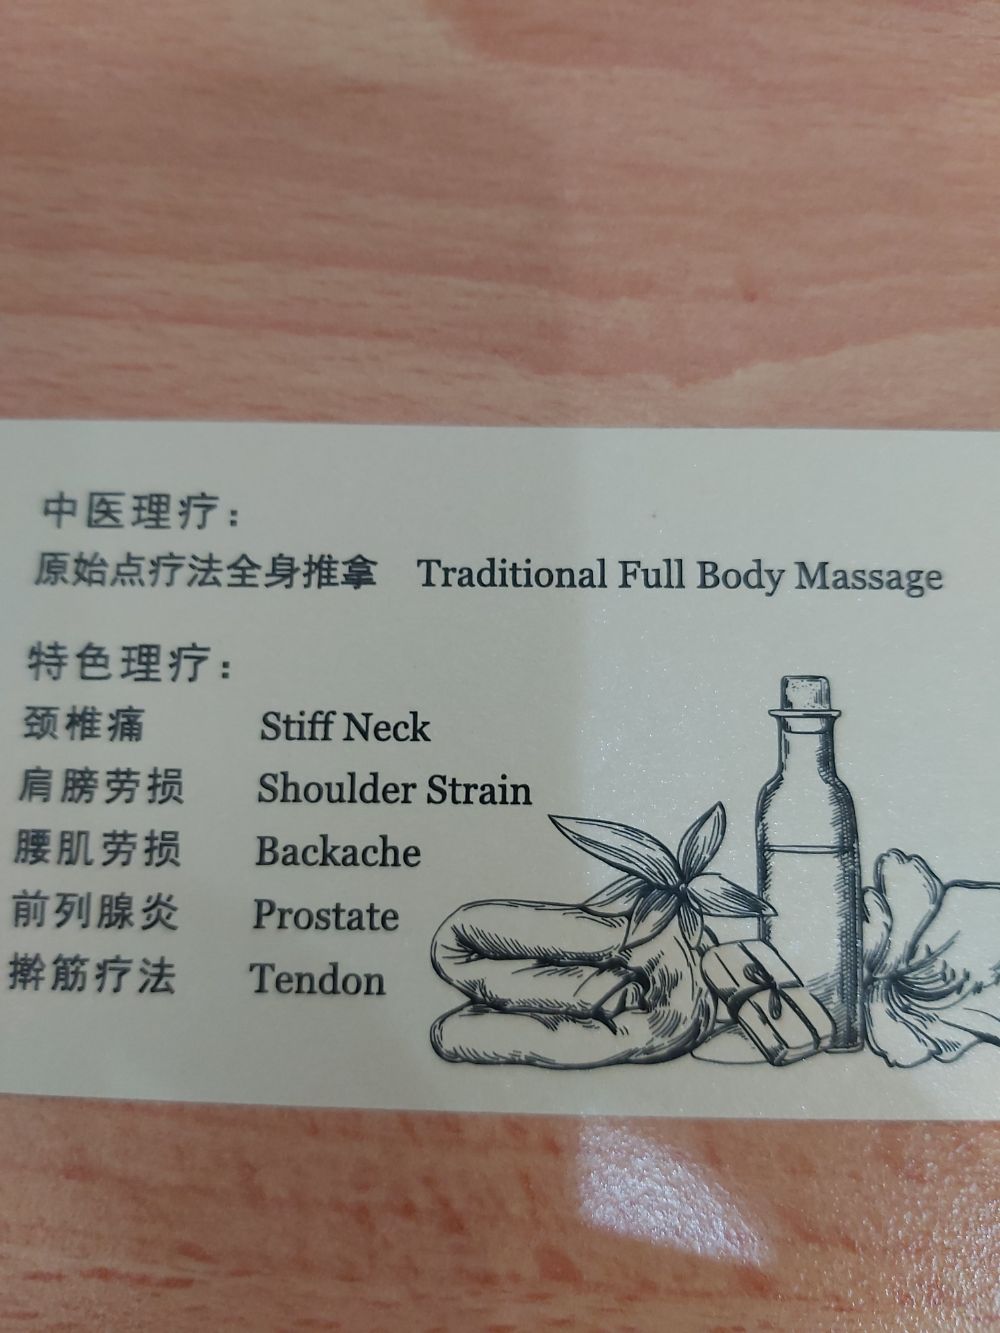 中医理疗：
原始点疗法全身推拿 Traditional Full Body Massage
特色理疗：
颈椎痛 Stiff Neck
肩膀劳损 Shoulder Strain
腰肌劳损 Backache
前列腺炎 Prostate
擀筋疗法 Tendon